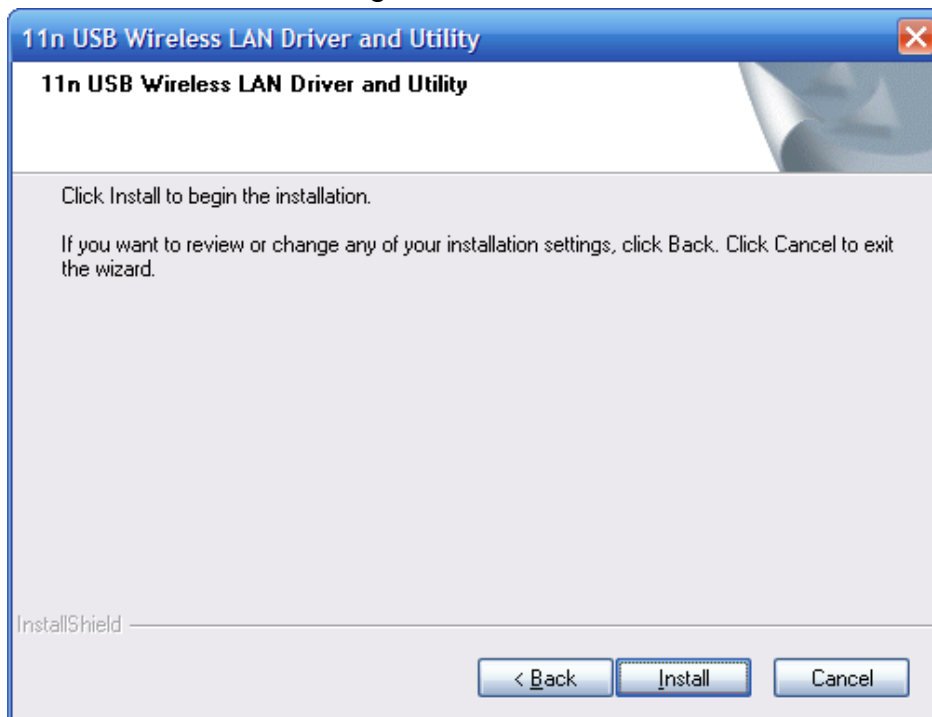 11n USB Wireless LAN Driver and Utility
11n USB Wireless LAN Driver and Utility
Click Install to begin the installation.
If you want to review or change any of your installation settings, click Back. Click Cancel to exit
the wizard.
InstallShield
< Back Install Cancel